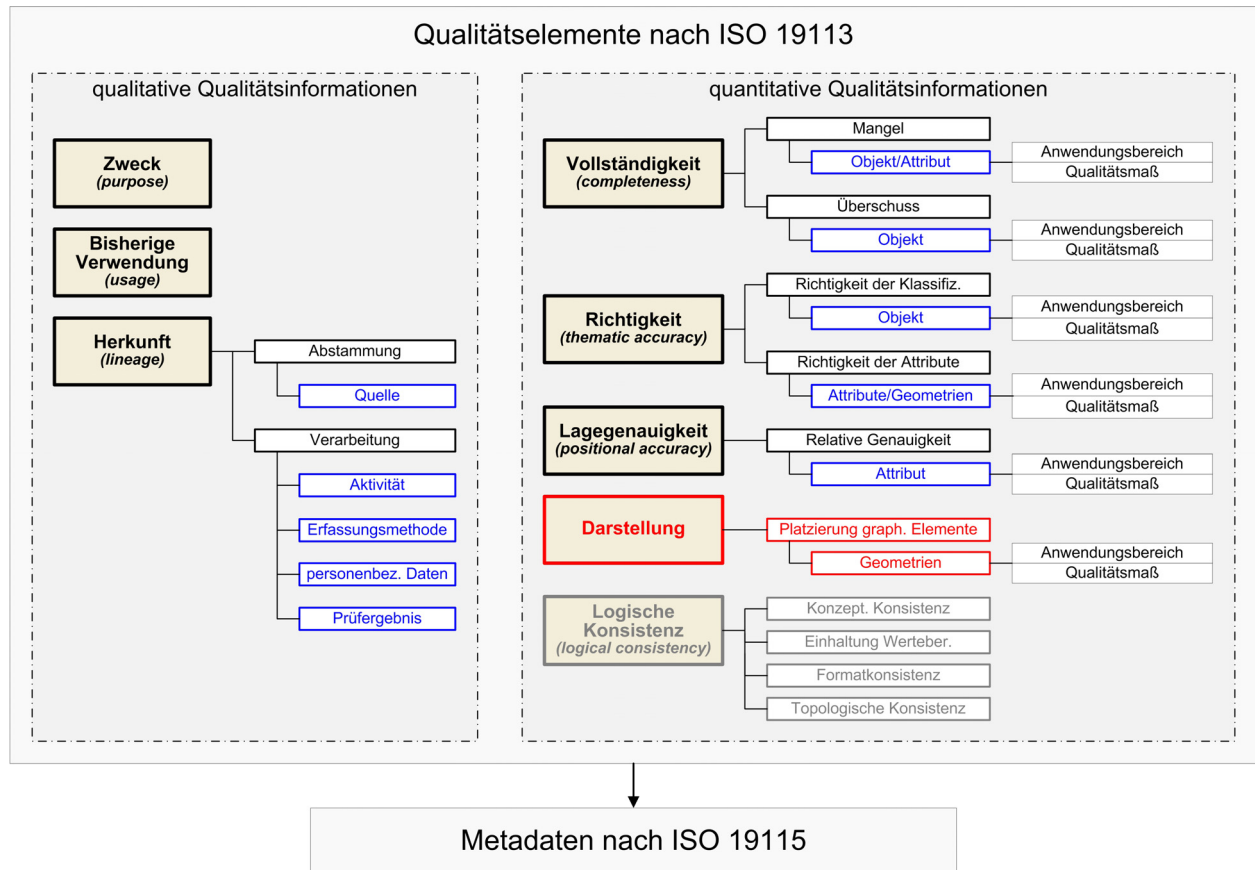 Qualitätselemente nach ISO 19113
qualitative Qualitätsinformationen
Zweck
(purpose)
Bisherige
Verwendung
(usage)
Herkunft
(lineage)
Abstammung
Quelle
Verarbeitung
Aktivität
Erfassungsmethode
personenbez. Daten
Prüfergebnis
quantitative Qualitätsinformationen
Vollständigkeit
(completeness)
Mangel
Objekt/Attribut
Anwendungsbereich
Qualitätsmaß
Überschuss
Objekt
Anwendungsbereich
Qualitätsmaß
Richtigkeit
(thematic accuracy)
Richtigkeit der Klassifiz.
Objekt
Anwendungsbereich
Qualitätsmaß
Richtigkeit der Attribute
Attribute/Geometrien
Anwendungsbereich
Qualitätsmaß
Lagegenauigkeit
(positional accuracy)
Relative Genauigkeit
Attribut
Anwendungsbereich
Qualitätsmaß
Darstellung
Platzierung graph. Elemente
Geometrien
Anwendungsbereich
Qualitätsmaß
Logische
Konsistenz
(logical consistency)
Konzept. Konsistenz
Einhaltung Werteber.
Formatkonsistenz
Topologische Konsistenz
Metadaten nach ISO 19115